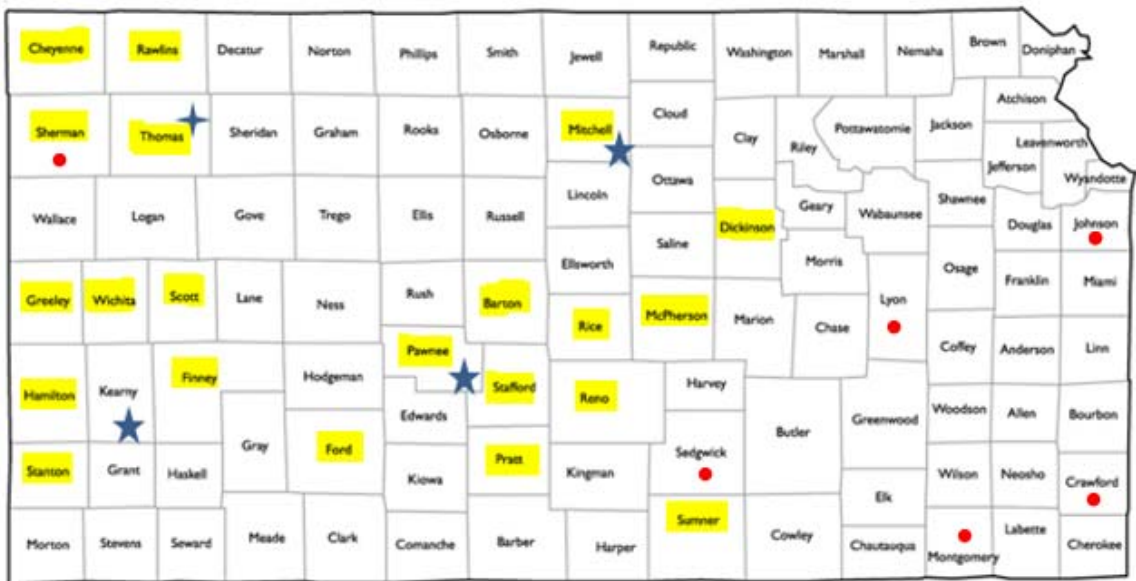 Cheyenne
Rawlins
Decatur
Norton
Phillips
Smith
Jewell
Republic
Washington
Marshall
Nemaha
Brown
Doniphan
Sherman
Thomas
Sheridan
Graham
Rooks
Osborne
Mitchell
Cloud
Clay
Riley
Pottawatomie
Jackson
Atchison
Leavenworth
Jefferson
Wyandotte
Wallace
Logan
Gove
Trego
Ellis
Russell
Lincoln
Ottawa
Saline
Dickinson
Geary
Wabaunsee
Shawnee
Douglas
Johnson
Greeley
Wichita
Scott
Lane
Ness
Rush
Barton
Ellsworth
Rice
McPherson
Marion
Morris
Chase
Lyon
Osage
Franklin
Miami
Hamilton
Kearny
Finney
Hodgeman
Pawnee
Edwards
Stafford
Reno
Harvey
Butler
Greenwood
Coffey
Anderson
Linn
Woodson
Allen
Bourbon
Stanton
Grant
Haskell
Gray
Ford
Kiowa
Pratt
Kingman
Sedgwick
Elk
Wilson
Neosho
Crawford
Morton
Stevens
Seward
Meade
Clark
Comanche
Barber
Harper
Sumner
Cowley
Chautauqua
Montgomery
Labette
Cherokee